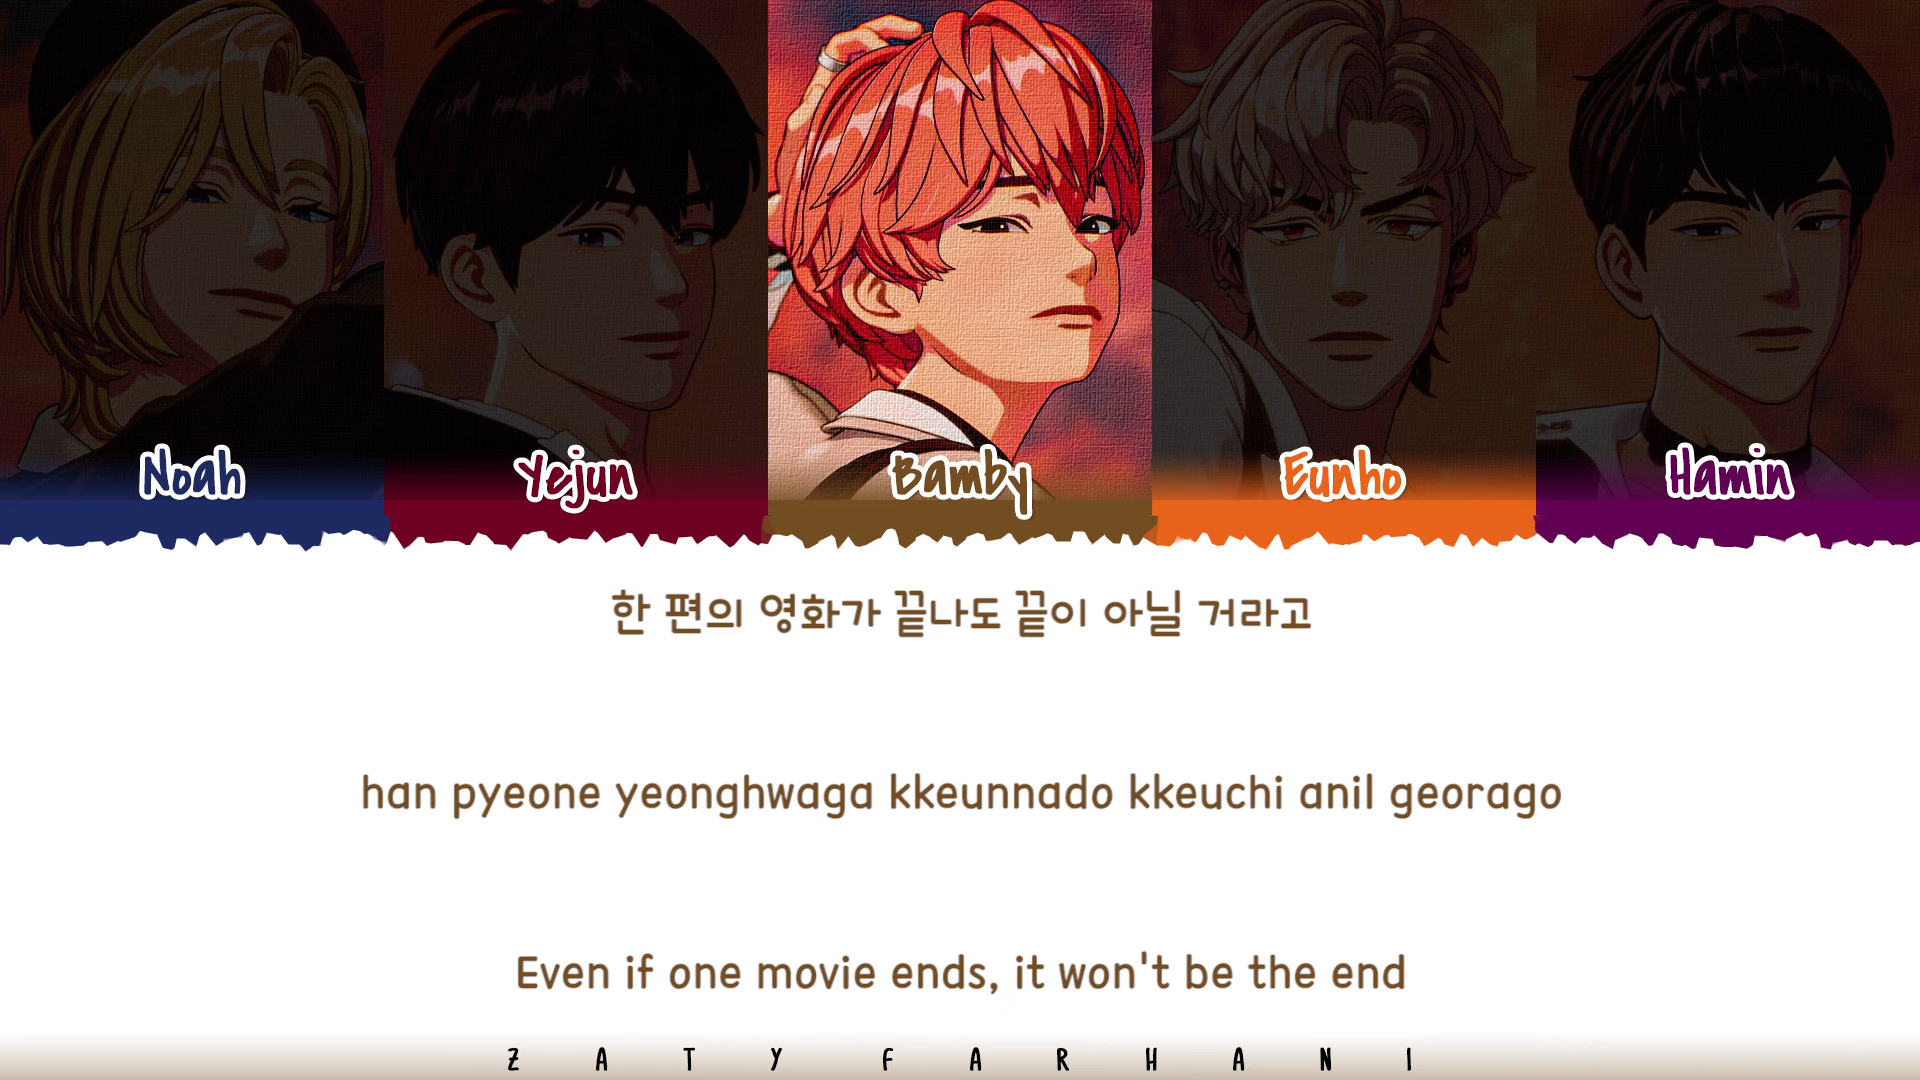 Noah Yejun Bamby Eunho Hamin
한 편의 영화가 끝나도 끝이 아닐 거라고
han pyeone yeonghwaga kkeunnado kkeuchi anil georago
Even if one movie ends, it won't be the end
ZATY FARHANI